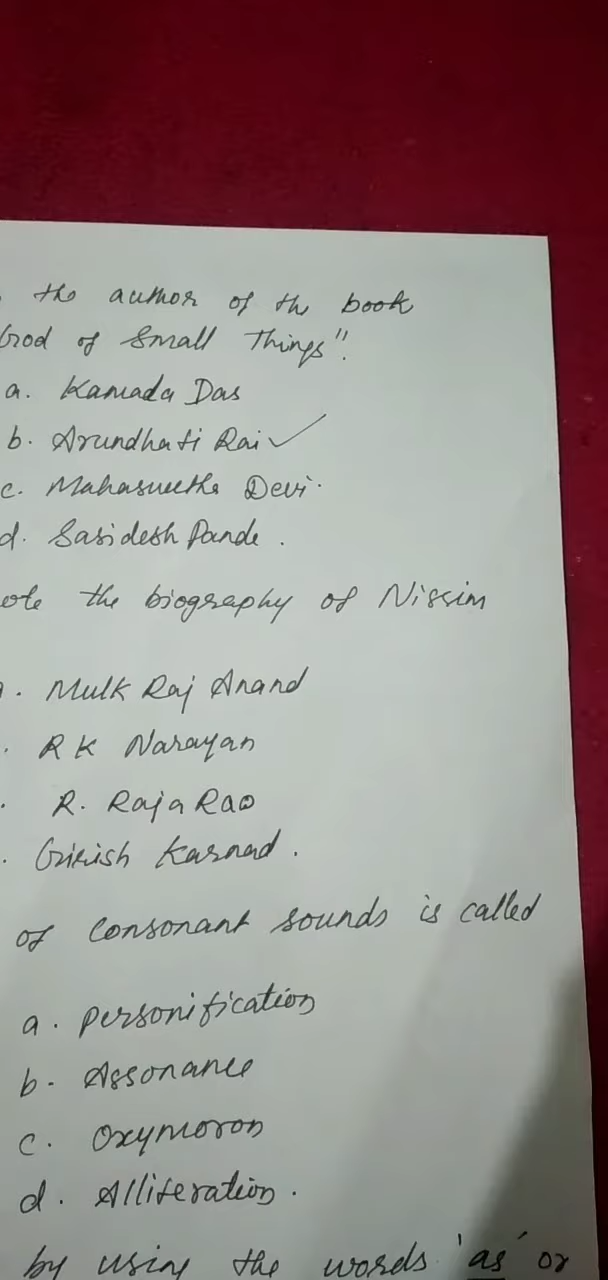 the author of the book
God of Small Things".
a. Kamada Das
b. Arundhati Rai ✓
c. Mahasweths Devi.
d. Sasidesh Pande.
ote the biography of Nissim
. Mulk Raj Anand
. R K Narayan
. R. Raja Rao
. Girish Karnad.
of consonant sounds is called
a. personification
b. Assonance
c. Oxymoron
d. Alliteration.
by using the words 'as' or